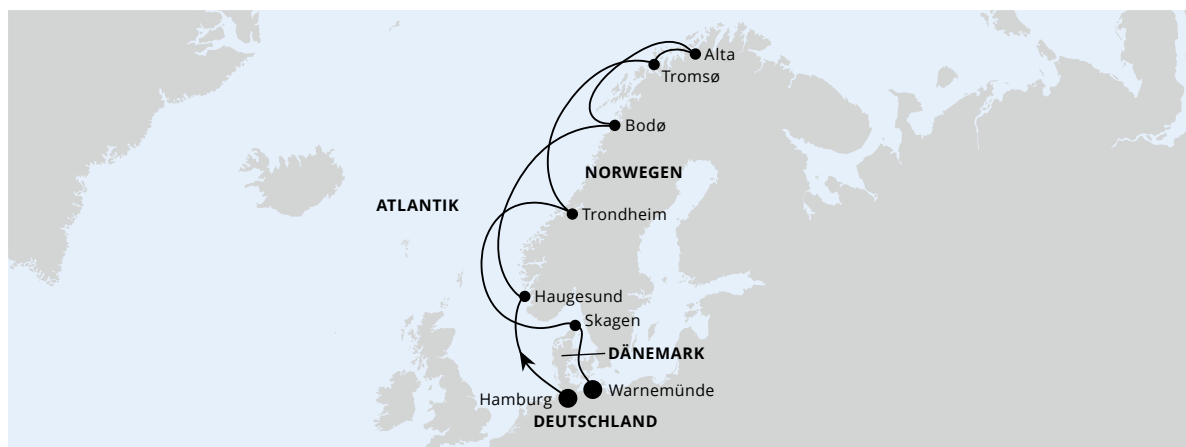 Alta
Tromsø
Bodø
NORWEGEN
ATLANTIK
Trondheim
Haugesund
Skagen
DÄNEMARK
Warnemünde
Hamburg
DEUTSCHLAND